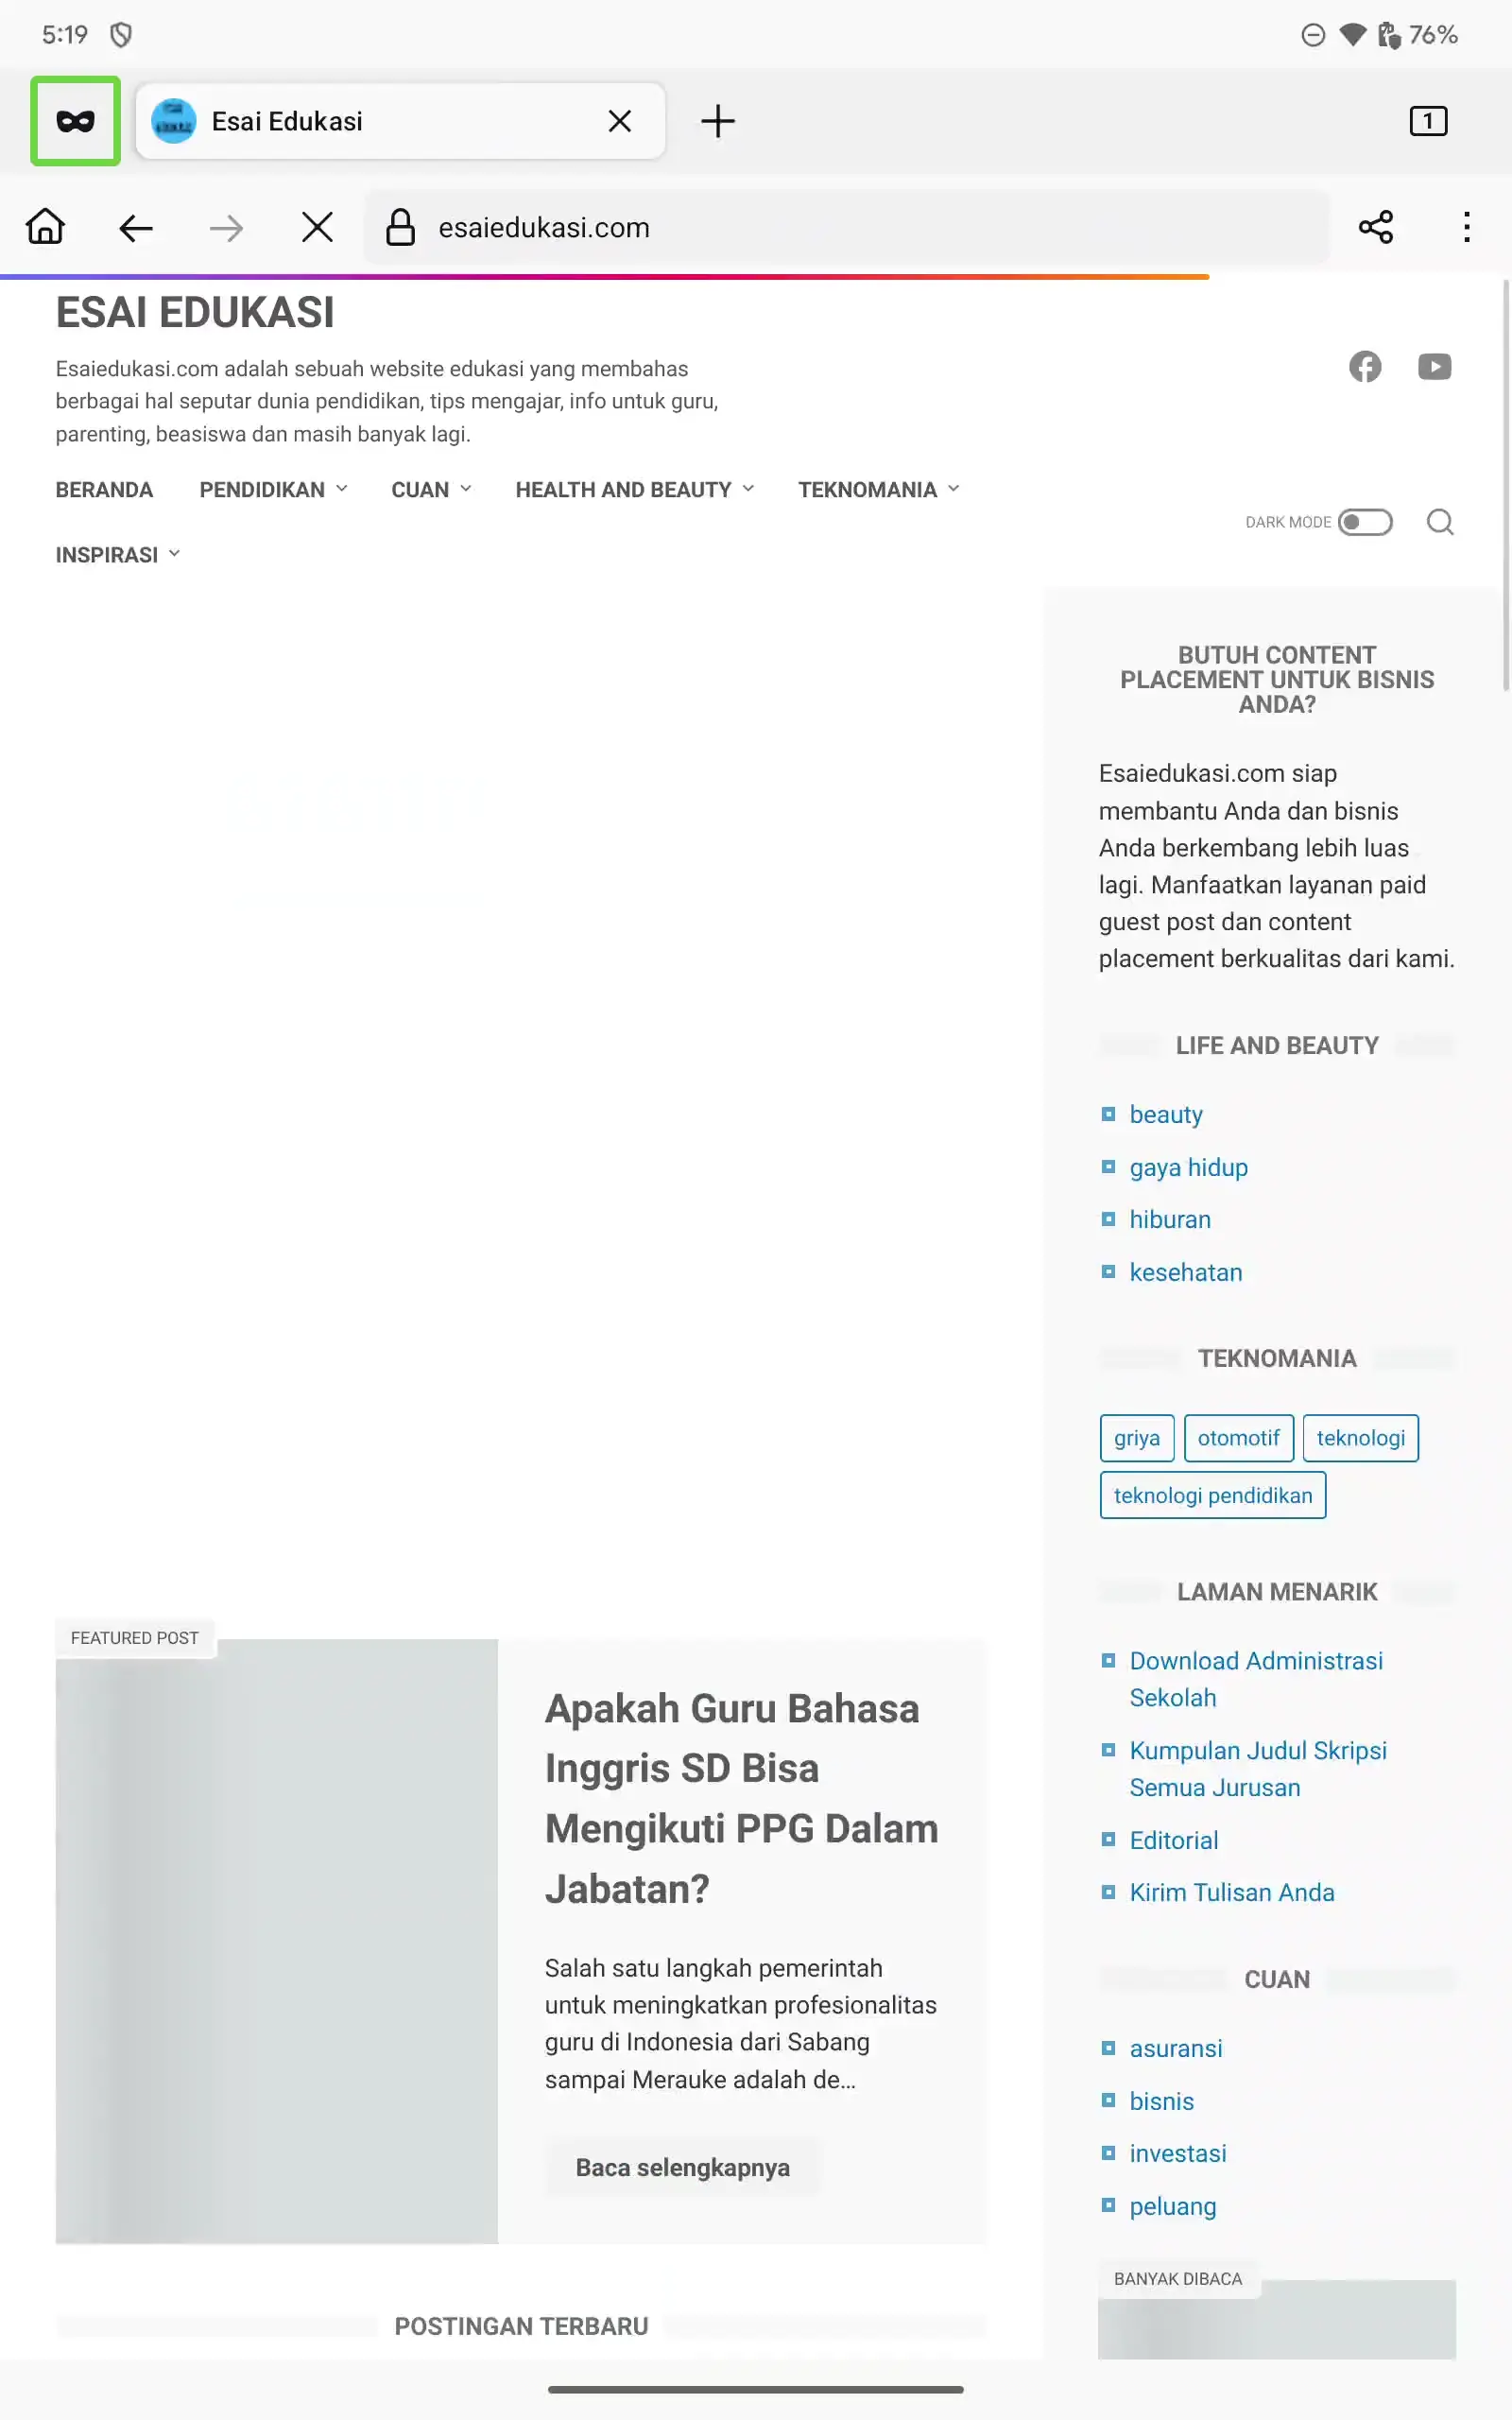 5:19
76%
Esai Edukasi
1
esaiedukasi.com
ESAI EDUKASI
Esaiedukasi.com adalah sebuah website edukasi yang membahas
berbagai hal seputar dunia pendidikan, tips mengajar, info untuk guru,
parenting, beasiswa dan masih banyak lagi.
BERANDA PENDIDIKAN CUAN HEALTH AND BEAUTY TEKNOMANIA
INSPIRASI
DARK MODE
BUTUH CONTENT
PLACEMENT UNTUK BISNIS
ANDA?
Esaiedukasi.com siap
membantu Anda dan bisnis
Anda berkembang lebih luas
lagi. Manfaatkan layanan paid
guest post dan content
placement berkualitas dari kami.
LIFE AND BEAUTY
beauty
gaya hidup
hiburan
kesehatan
TEKNOMANIA
griya otomotif teknologi
teknologi pendidikan
LAMAN MENARIK
Download Administrasi
Sekolah
Kumpulan Judul Skripsi
Semua Jurusan
Editorial
Kirim Tulisan Anda
CUAN
asuransi
bisnis
investasi
peluang
BANYAK DIBACA
FEATURED POST
Apakah Guru Bahasa
Inggris SD Bisa
Mengikuti PPG Dalam
Jabatan?
Salah satu langkah pemerintah
untuk meningkatkan profesionalitas
guru di Indonesia dari Sabang
sampai Merauke adalah de...
Baca selengkapnya
POSTINGAN TERBARU